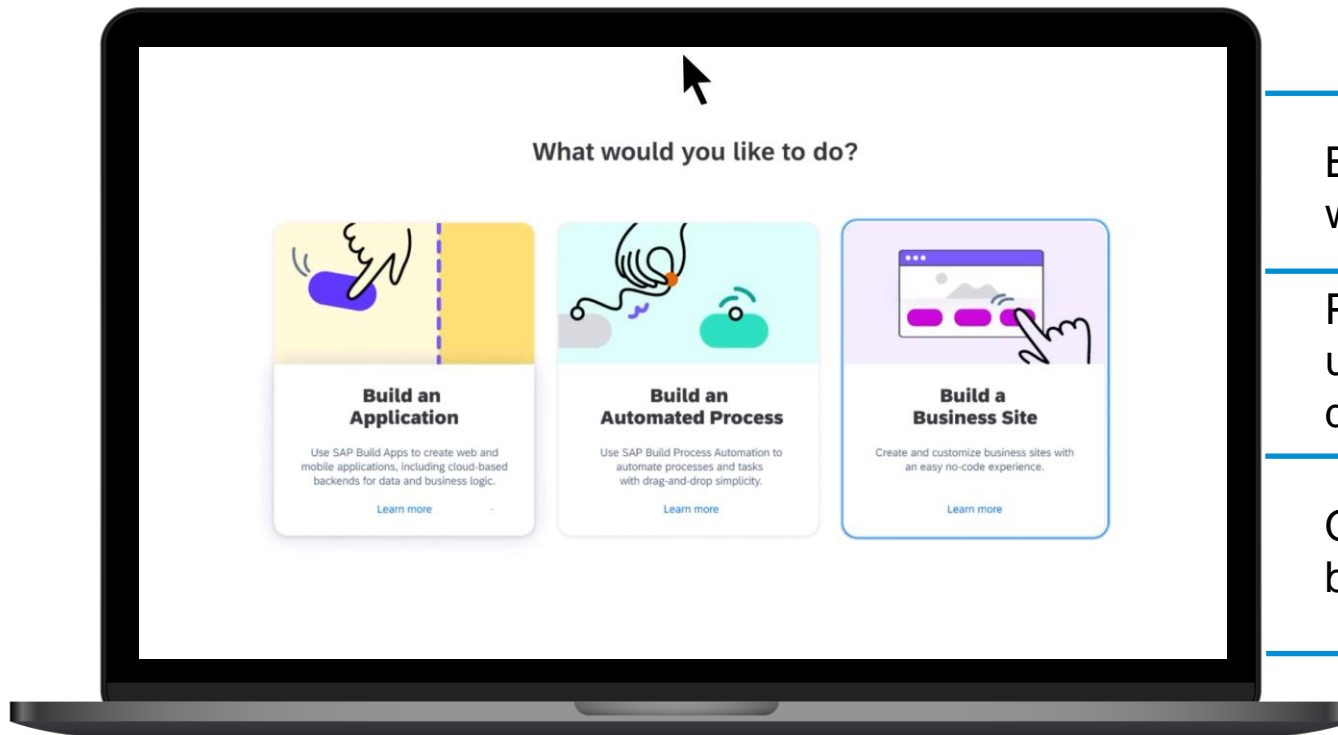 What would you like to do?
Build an
Application
Use SAP Build Apps to create web and
mobile applications, including cloud-based
backends for data and business logic.
Learn more
Build an
Automated Process
Use SAP Build Process Automation to
automate processes and tasks
with drag-and-drop simplicity.
Learn more
Build a
Business Site
Create and customize business sites with
an easy no-code experience.
Learn more